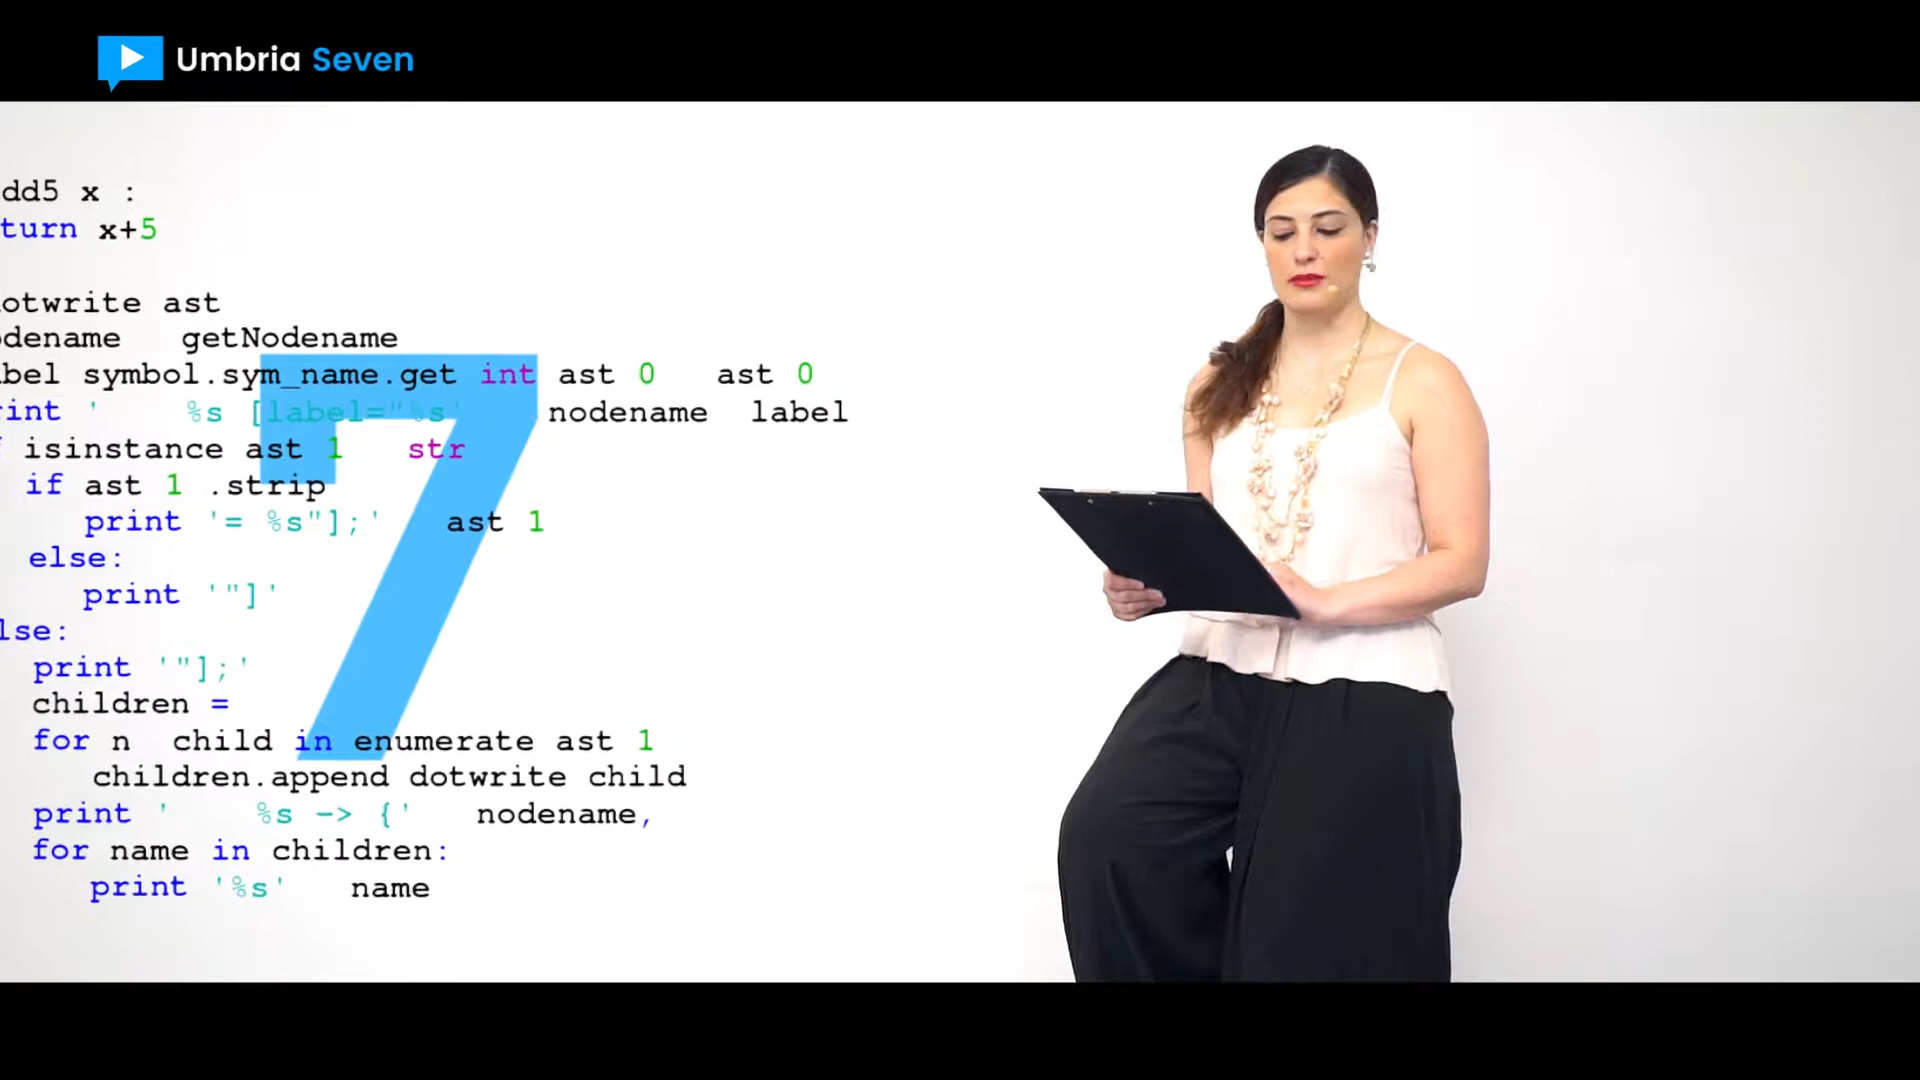 Umbria Seven
dd5 x :
turn x+5
otwrite ast
dename getNodename
bel symbol.sym_name.get int ast 0 ast 0
int ' %s [label="%s' nodename label
isinstance ast 1 str
if ast 1 .strip
print '= %s"];' ast 1
else:
print '"]'
lse:
print '"];'
children =
for n child in enumerate ast 1
children.append dotwrite child
print ' %s -> {' nodename,
for name in children:
print '%s' name
7